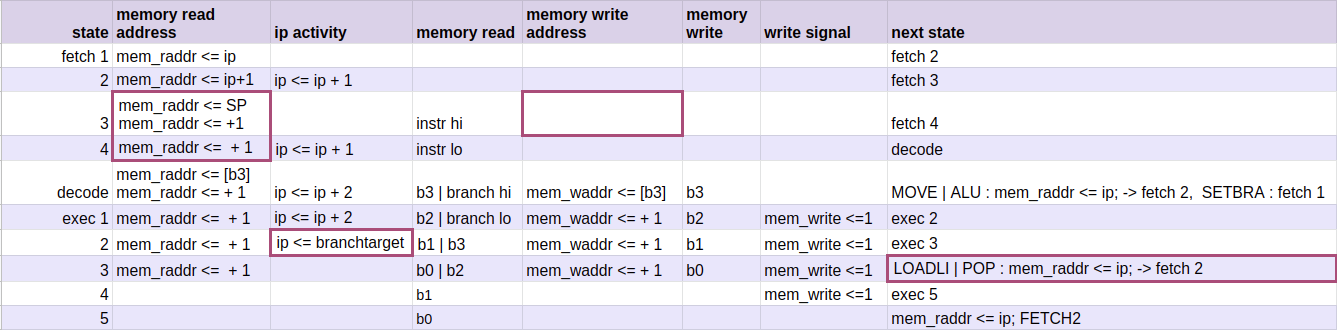 state memory read address ip activity memory read memory write address memory write write signal next state
fetch 1 mem_raddr <= ip fetch 2
2 mem_raddr <= ip+1 ip <= ip + 1 fetch 3
mem_raddr <= SP
3 mem_raddr <= +1 instr hi fetch 4
4 mem_raddr <=  + 1 ip <= ip + 1 instr lo decode
mem_raddr <= [b3]
decode mem_raddr <= + 1 ip <= ip + 2 b3 | branch hi mem_waddr <= [b3] b3 MOVE | ALU : mem_raddr <= ip; -> fetch 2,  SETBRA : fetch 1
exec 1 mem_raddr <=  + 1 ip <= ip + 2 b2 | branch lo mem_waddr <= + 1 b2 mem_write <=1 exec 2
2 mem_raddr <=  + 1 ip <= branchtarget b1 | b3 mem_waddr <= + 1 b1 mem_write <=1 exec 3
3 mem_raddr <=  + 1 b0 | b2 mem_waddr <= + 1 b0 mem_write <=1 LOADLI | POP : mem_raddr <= ip; -> fetch 2
4 b1 mem_write <=1 exec 5
5 b0 mem_raddr <= ip; FETCH2